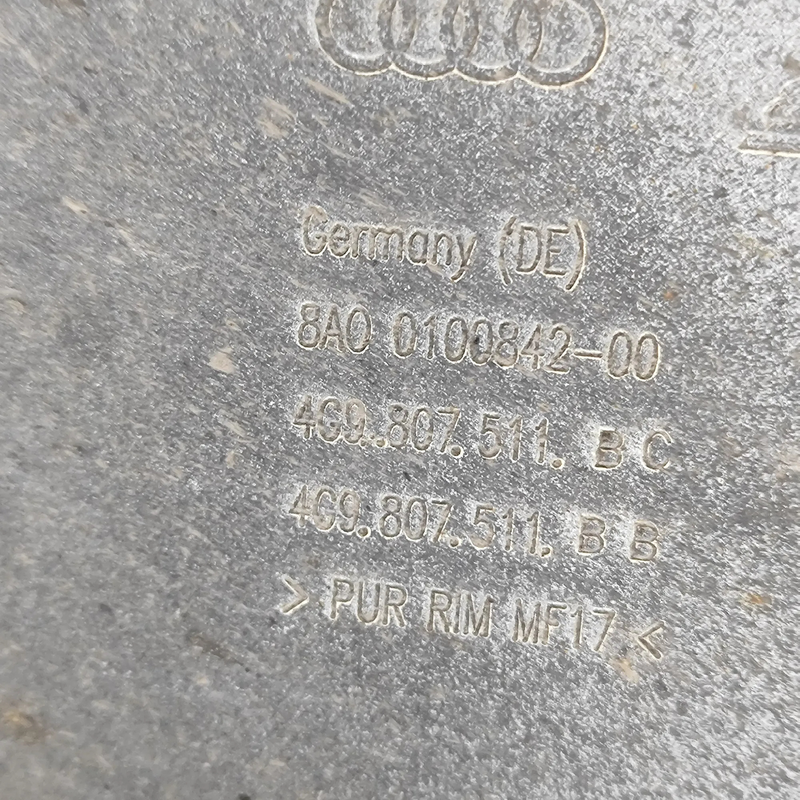 Germany (DE)
8A0 0100842-00
4G9.807.511. B C
4G9.807.511. B B
> PUR RIM MF17 <